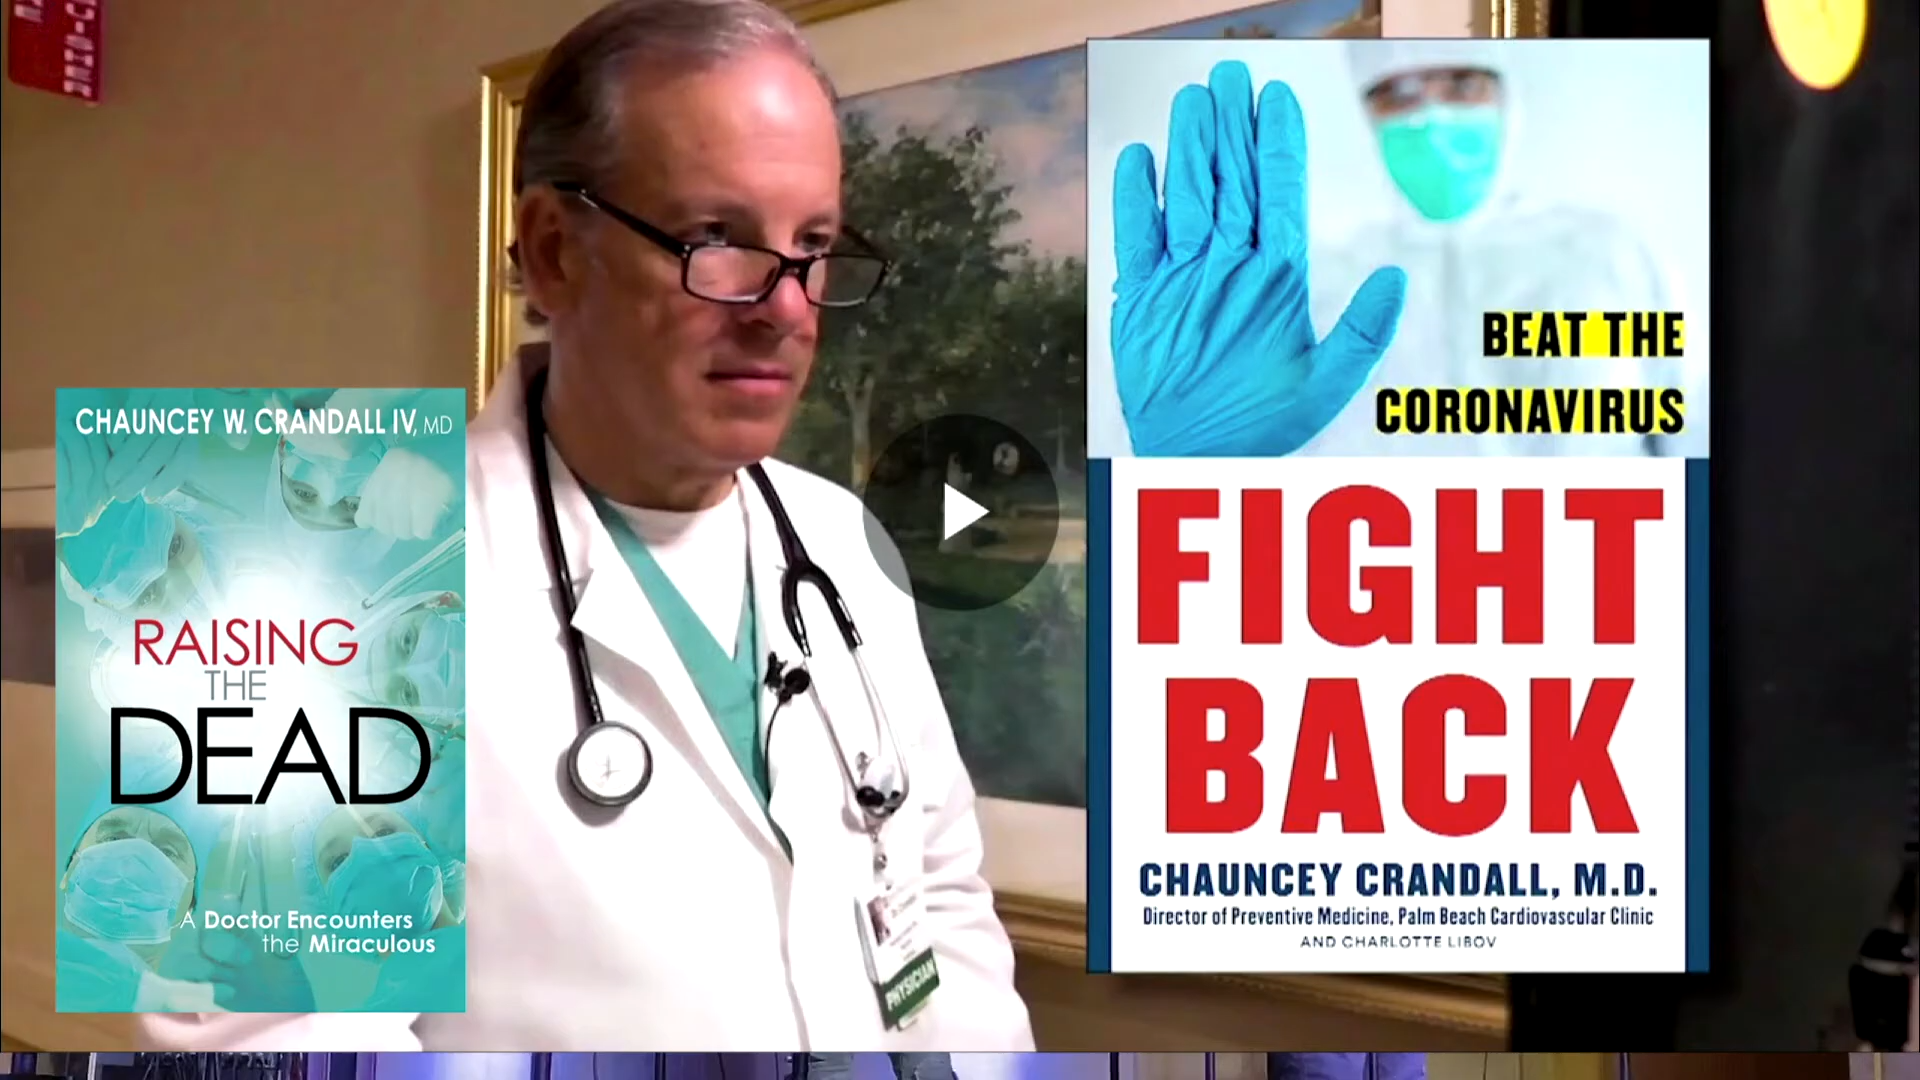 CHAUNCEY W. CRANDALL IV, MD
RAISING
THE
DEAD
A Doctor Encounters
the Miraculous
PHYSICIAN
BEAT THE
CORONAVIRUS
FIGHT
BACK
CHAUNCEY CRANDALL, M.D.
Director of Preventive Medicine, Palm Beach Cardiovascular Clinic
AND CHARLOTTE LIBOV